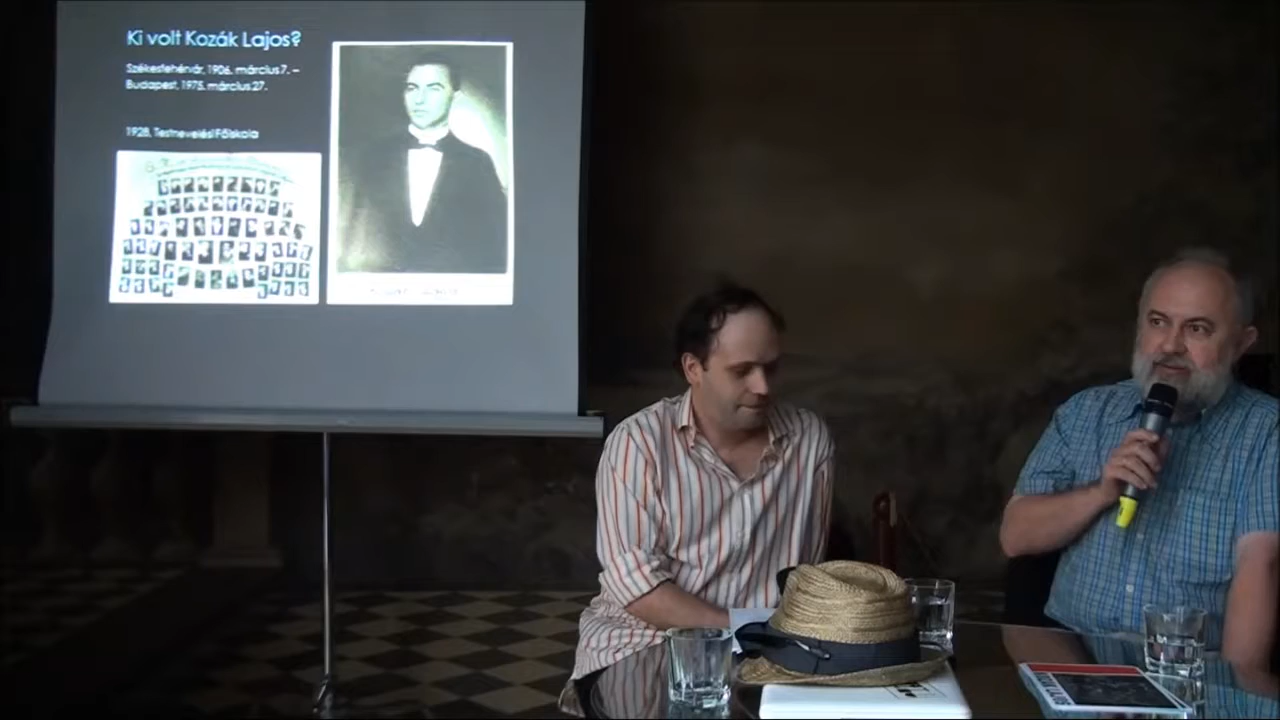 Ki volt Kozák Lajos?
Székesfehérvár, 1906. március 7. –
Budapest, 1975. március 27.
1928, Testnevelési Főiskola